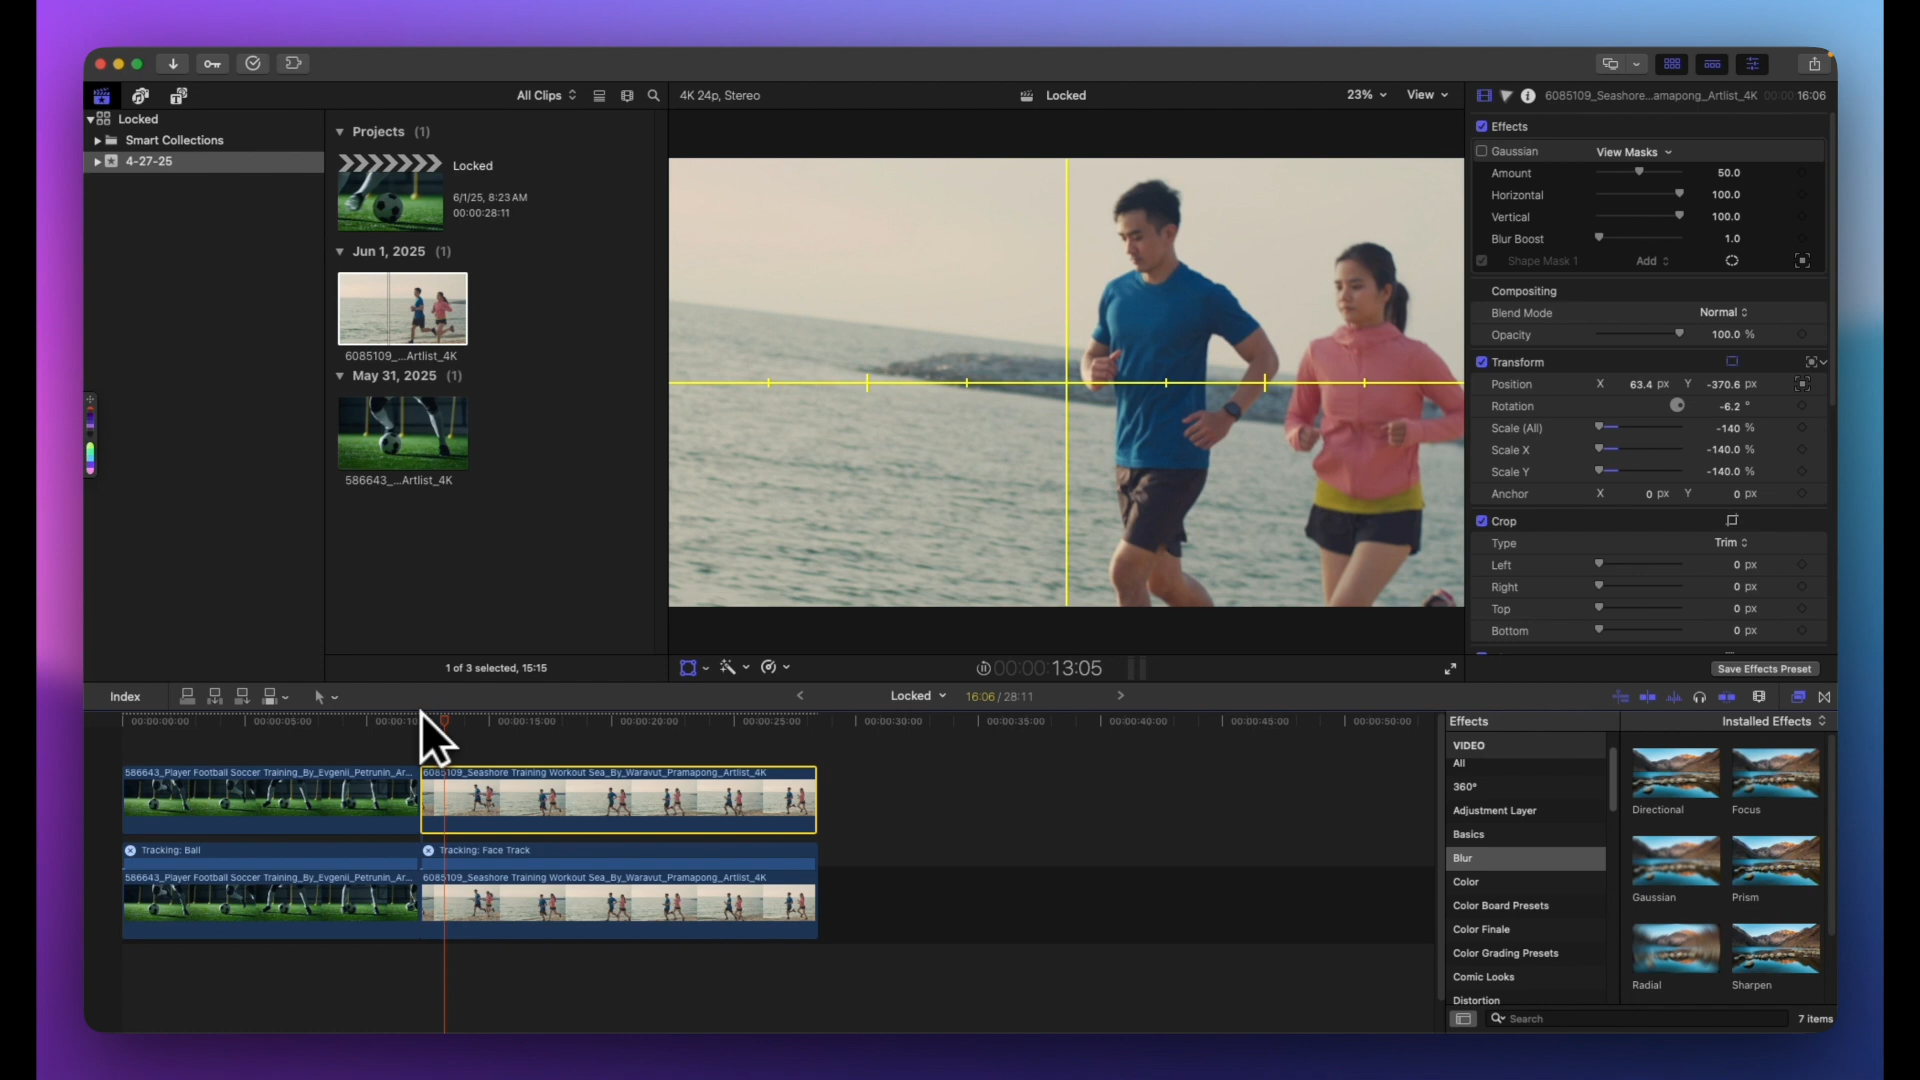 All Clips
4K 24p, Stereo
Locked
23%
View
6085109_Seashore...amapong_Artlist_4K
00:00:16:06
Locked
Smart Collections
4-27-25
Projects (1)
Locked
6/1/25, 8:23 AM
00:00:28:11
Jun 1, 2025 (1)
6085109_...Artlist_4K
May 31, 2025 (1)
586643_...Artlist_4K
1 of 3 selected, 15:15
00:00:13:05
Effects
Gaussian
View Masks
Amount 50.0
Horizontal 100.0
Vertical 100.0
Blur Boost 1.0
Shape Mask 1 Add
Compositing
Blend Mode Normal
Opacity 100.0 %
Transform
Position X 63.4 px Y -370.6 px
Rotation -6.2 °
Scale (All) -140 %
Scale X -140.0 %
Scale Y -140.0 %
Anchor X 0 px Y 0 px
Crop
Type Trim
Left 0 px
Right 0 px
Top 0 px
Bottom 0 px
Save Effects Preset
Index
Locked
16:06 / 28:11
00:00:00:00
00:00:05:00
00:00:10
00:00:15:00
00:00:20:00
00:00:25:00
00:00:30:00
00:00:35:00
00:00:40:00
00:00:45:00
00:00:50:00
586643_Player Football Soccer Training_By_Evgenii_Petrunin_Ar...
6085109_Seashore Training Workout Sea_By_Waravut_Pramapong_Artlist_4K
Tracking: Ball
Tracking: Face Track
586643_Player Football Soccer Training_By_Evgenii_Petrunin_Ar...
6085109_Seashore Training Workout Sea_By_Waravut_Pramapong_Artlist_4K
Effects
Installed Effects
VIDEO
All
360°
Adjustment Layer
Basics
Blur
Color
Color Board Presets
Color Finale
Color Grading Presets
Comic Looks
Distortion
Directional
Focus
Gaussian
Prism
Radial
Sharpen
Search
7 items